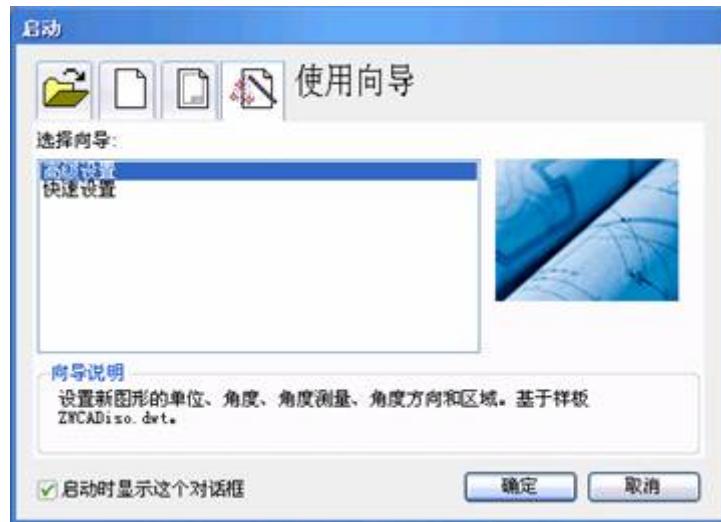 启动
使用向导
选择向导:
高级设置
快速设置
向导说明
设置新图形的单位、角度、角度测量、角度方向和区域。基于样板
ZWCADiso.dwt。
启动时显示这个对话框
确定
取消